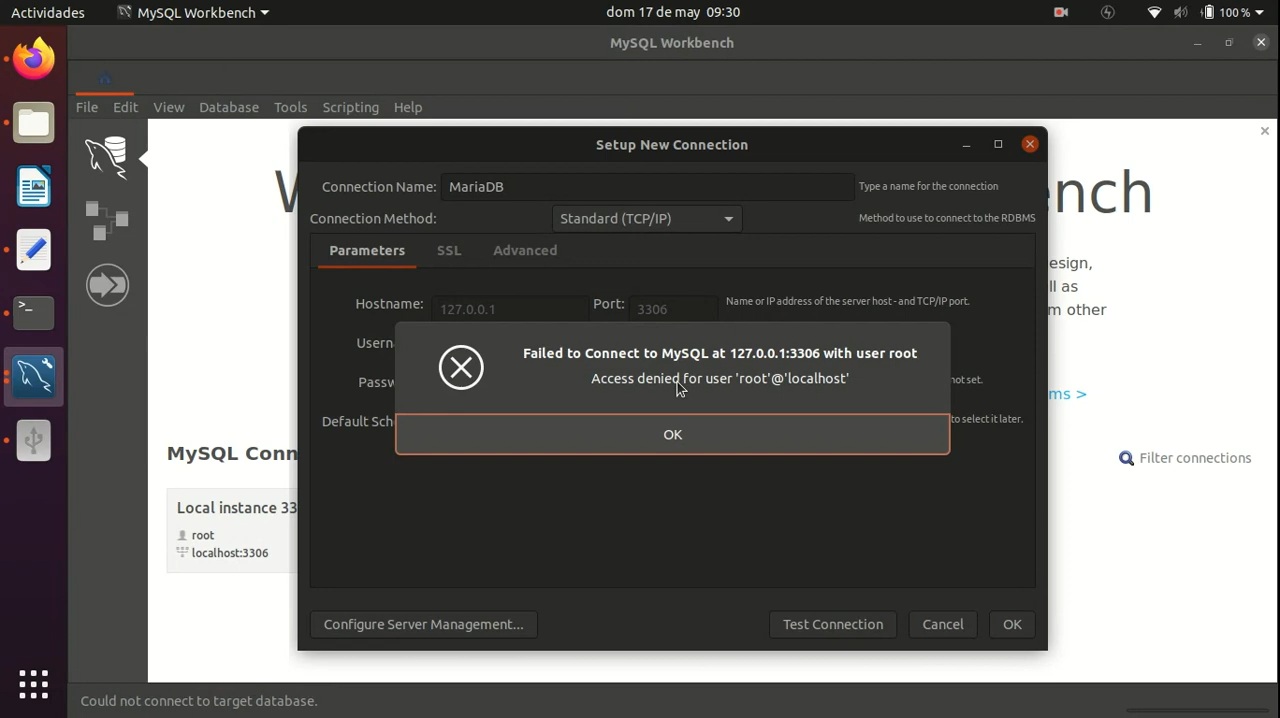 Actividades
MySQL Workbench
dom 17 de may 09:30
100 %
MySQL Workbench
File Edit View Database Tools Scripting Help
Setup New Connection
Connection Name: MariaDB Type a name for the connection
Connection Method: Standard (TCP/IP) Method to use to connect to the RDBMS
Parameters SSL Advanced
Hostname: 127.0.0.1 Port: 3306 Name or IP address of the server host - and TCP/IP port.
Usern
Passw
not set.
Default Sch
to select it later.
Failed to Connect to MySQL at 127.0.0.1:3306 with user root
Access denied for user 'root'@'localhost'
OK
Configure Server Management... Test Connection Cancel OK
W
ench
esign,
ll as
m other
ms >
MySQL Conn
Filter connections
Local instance 33
root
localhost:3306
Could not connect to target database.